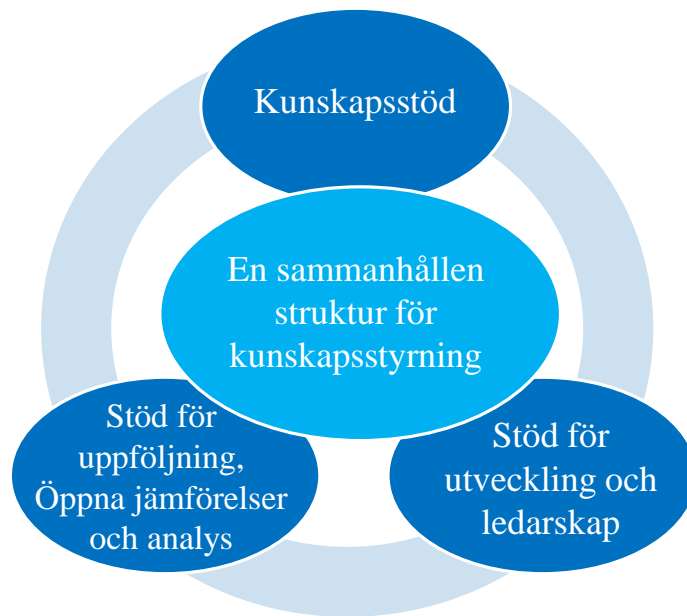 Kunskapsstöd
En sammanhållen
struktur för
kunskapsstyrning
Stöd för
uppföljning,
Öppna jämförelser
och analys
Stöd för
utveckling och
ledarskap